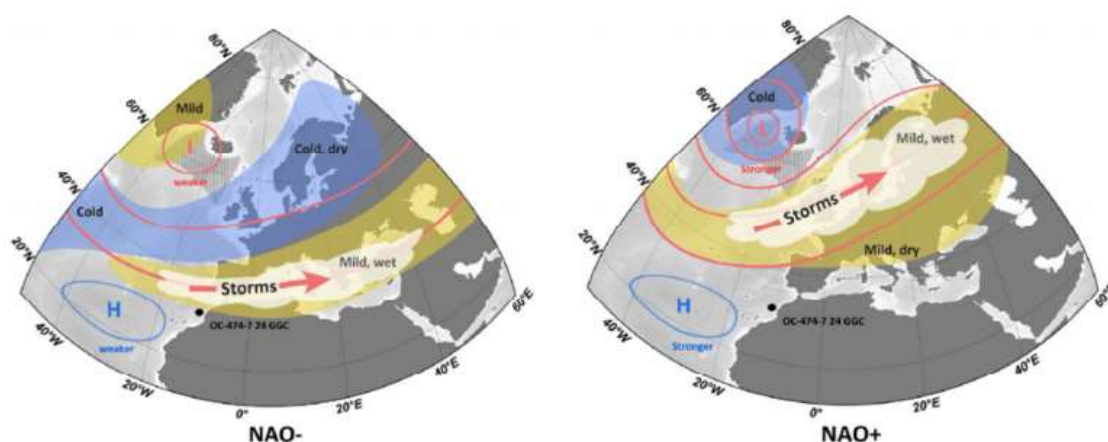 80°N
60°N
Mild
L
weaker
Cold, dry
40°N
Cold
20°N
H
weaker
Storms
Mild, wet
OC-474-7 24 GGC
40°W
20°W
0°
20°E
40°E
60°E
NAO-
80°N
60°N
Cold
L
Stronger
Mild, wet
40°N
Storms
20°N
Mild, dry
H
Stronger
OC-474-7 24 GGC
40°W
20°W
0°
20°E
40°E
60°E
NAO+